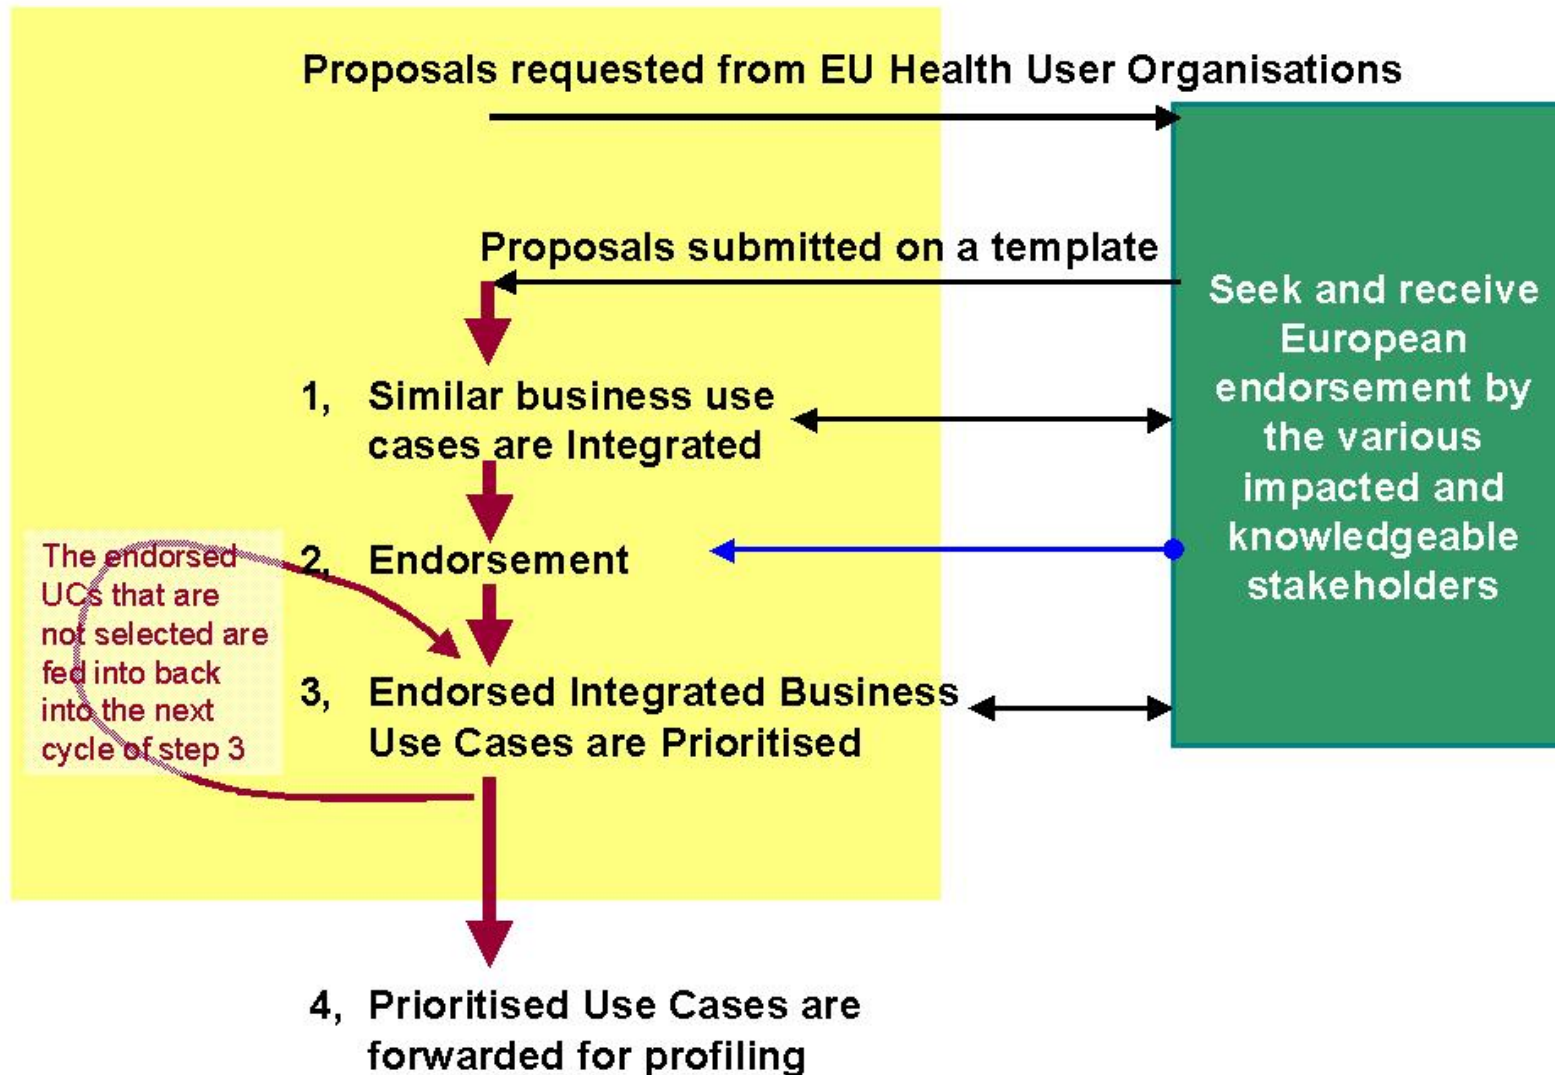 Proposals requested from EU Health User Organisations
Proposals submitted on a template
1, Similar business use
cases are Integrated
2, Endorsement
3, Endorsed Integrated Business
Use Cases are Prioritised
4, Prioritised Use Cases are
forwarded for profiling
The endorsed
UCs that are
not selected are
fed into back
into the next
cycle of step 3
Seek and receive
European
endorsement by
the various
impacted and
knowledgeable
stakeholders